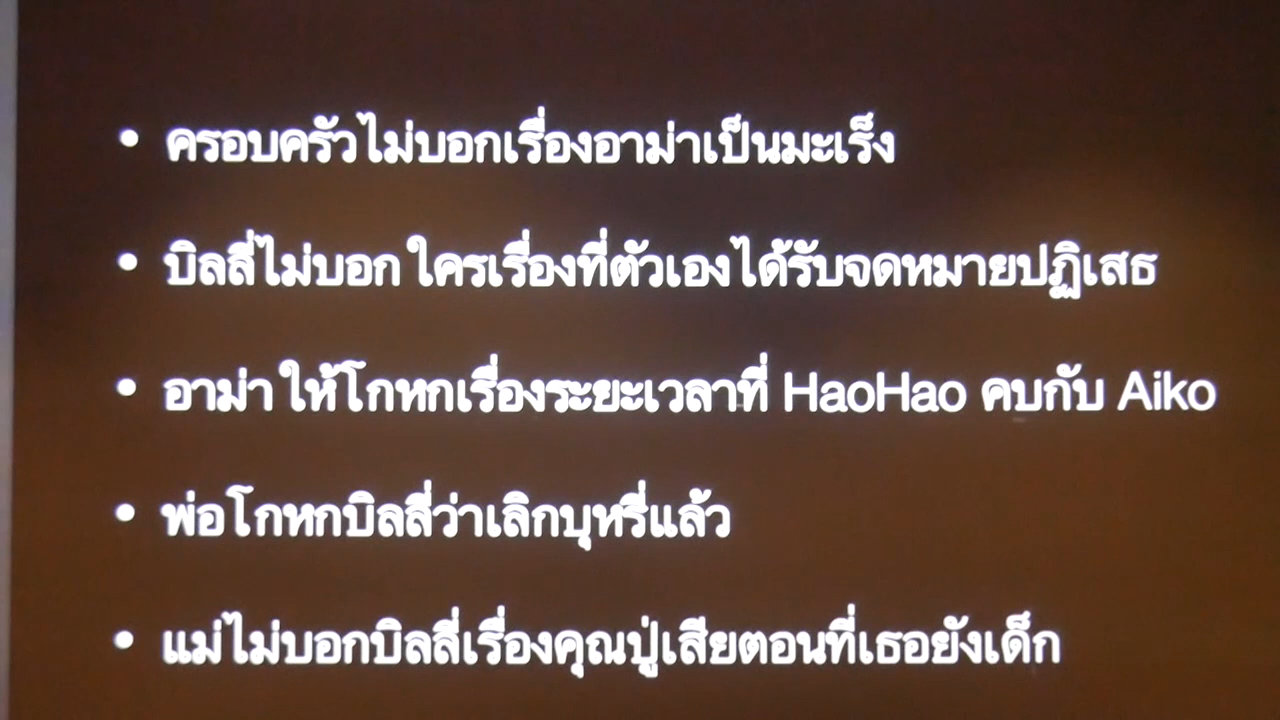 • ครอบครัวไม่บอกเรื่องอาม่าเป็นมะเร็ง
• บิลลี่ไม่บอก ใครเรื่องที่ตัวเองได้รับจดหมายปฏิเสธ
• อาม่า ให้โกหกเรื่องระยะเวลาที่ HaoHao คบกับ Aiko
• พ่อโกหกบิลลี่ว่าเลิกบุหรี่แล้ว
• แม่ไม่บอกบิลลี่เรื่องคุณปู่เสียตอนที่เธอยังเด็ก